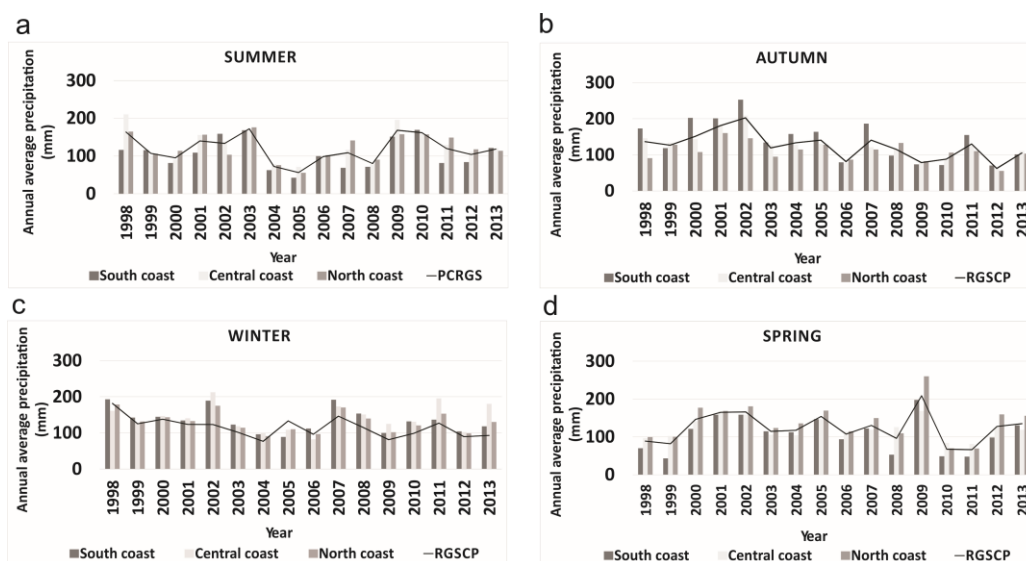 a
SUMMER
Annual average precipitation (mm)
300
200
100
0
1998 1999 2000 2001 2002 2003 2004 2005 2006 2007 2008 2009 2010 2011 2012 2013
Year
South coast Central coast North coast PCRGS
b
AUTUMN
Annual average precipitation (mm)
300
200
100
0
1998 1999 2000 2001 2002 2003 2004 2005 2006 2007 2008 2009 2010 2011 2012 2013
Year
South coast Central coast North coast RGSCP
c
WINTER
Annual average precipitation (mm)
300
200
100
0
1998 1999 2000 2001 2002 2003 2004 2005 2006 2007 2008 2009 2010 2011 2012 2013
Year
South coast Central coast North coast RGSCP
d
SPRING
Annual average precipitation (mm)
300
200
100
0
1998 1999 2000 2001 2002 2003 2004 2005 2006 2007 2008 2009 2010 2011 2012 2013
Year
South coast Central coast North coast RGSCP